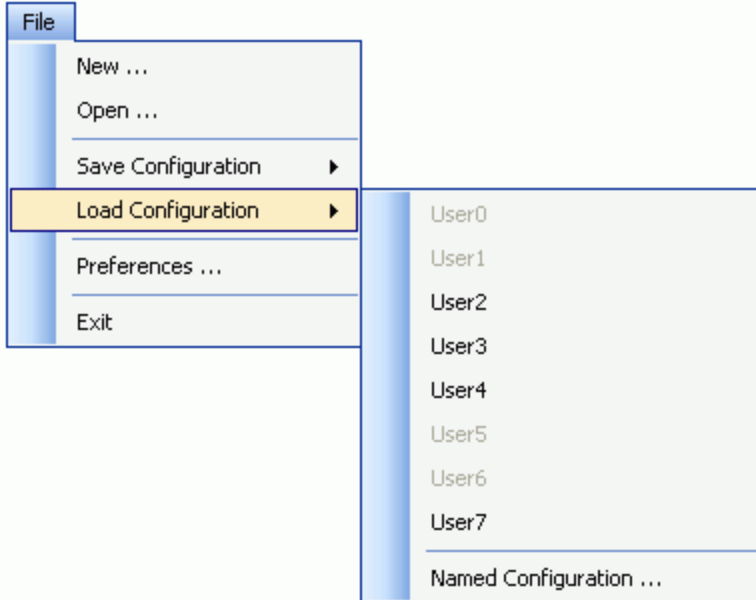 File
New ...
Open ...
Save Configuration
Load Configuration
Preferences ...
Exit
User0
User1
User2
User3
User4
User5
User6
User7
Named Configuration ...